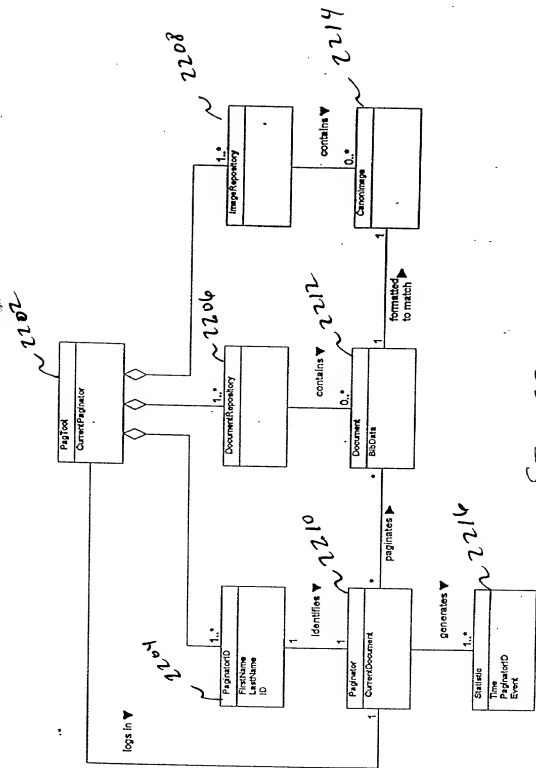 2202
PagTool
CurrentPaginator
logs in ▼
2204
1..*
PaginatorID
FirstName
LastName
ID
2206
1..*
DocumentRepository
2208
1..*
ImageRepository
1
identifies ▼
1
contains ▼
0..*
contains ▼
0..*
2210
1
Paginator
CurrentDocument
*
paginates ▶
*
2212
Document
BibData
1
formatted ▶
to match
1
2214
CanonImage
generates ▼
1..*
2216
Statistic
Time
PaginatorID
Event